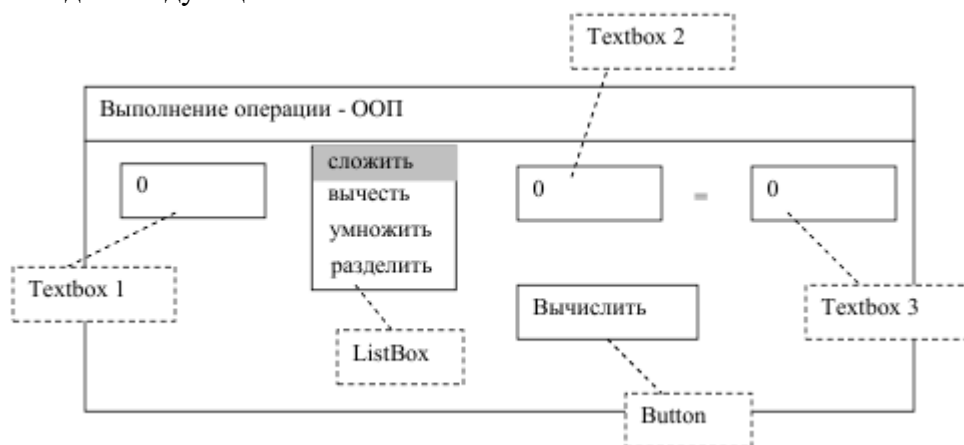 Textbox 2
Выполнение операции - ООП
сложить
0
вычесть
0
=
0
умножить
разделить
Textbox 1
Вычислить
Textbox 3
ListBox
Button